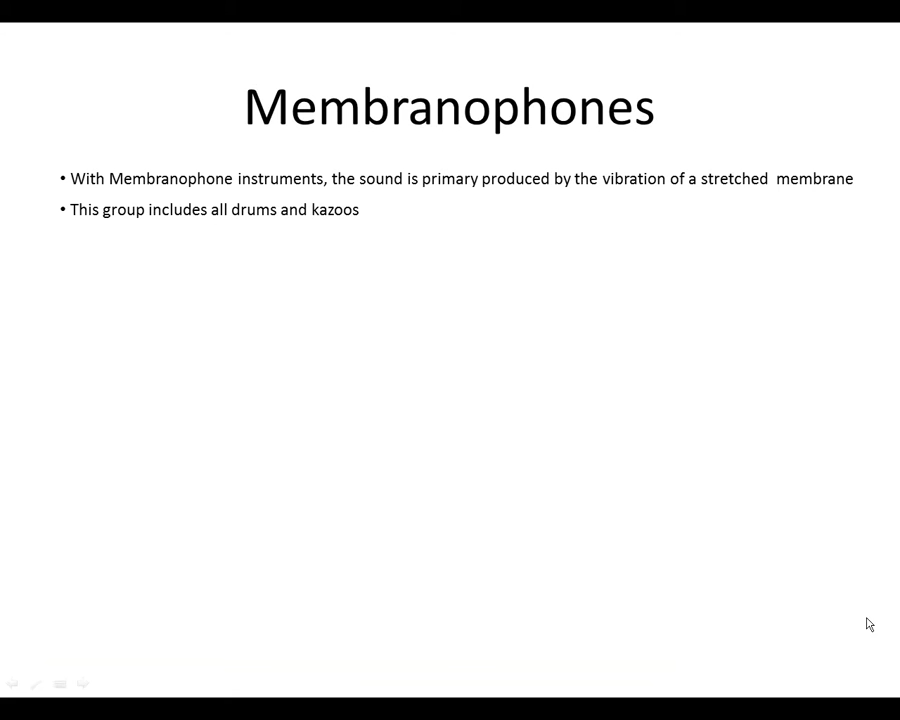 Membranophones
• With Membranophone instruments, the sound is primary produced by the vibration of a stretched  membrane
• This group includes all drums and kazoos